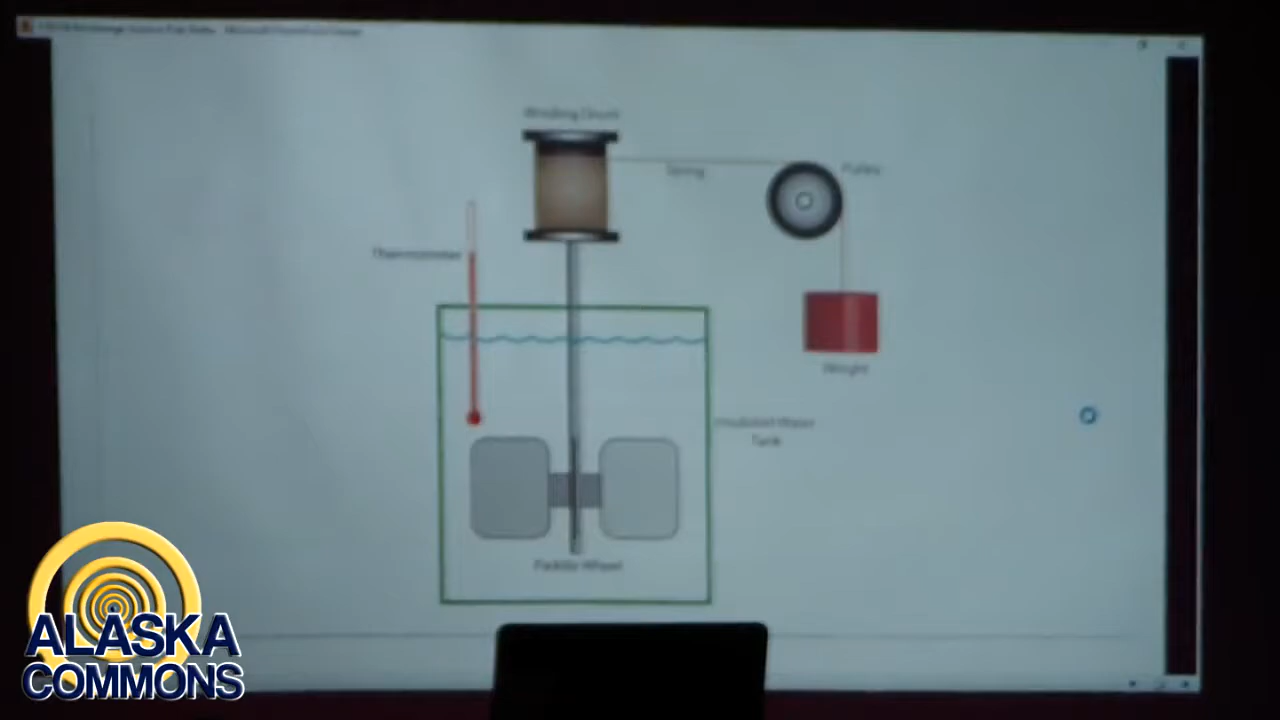 Winding Drum
String
Pulley
Thermometer
Weight
Insulated Water
Tank
Paddle Wheel
ALASKA
COMMONS